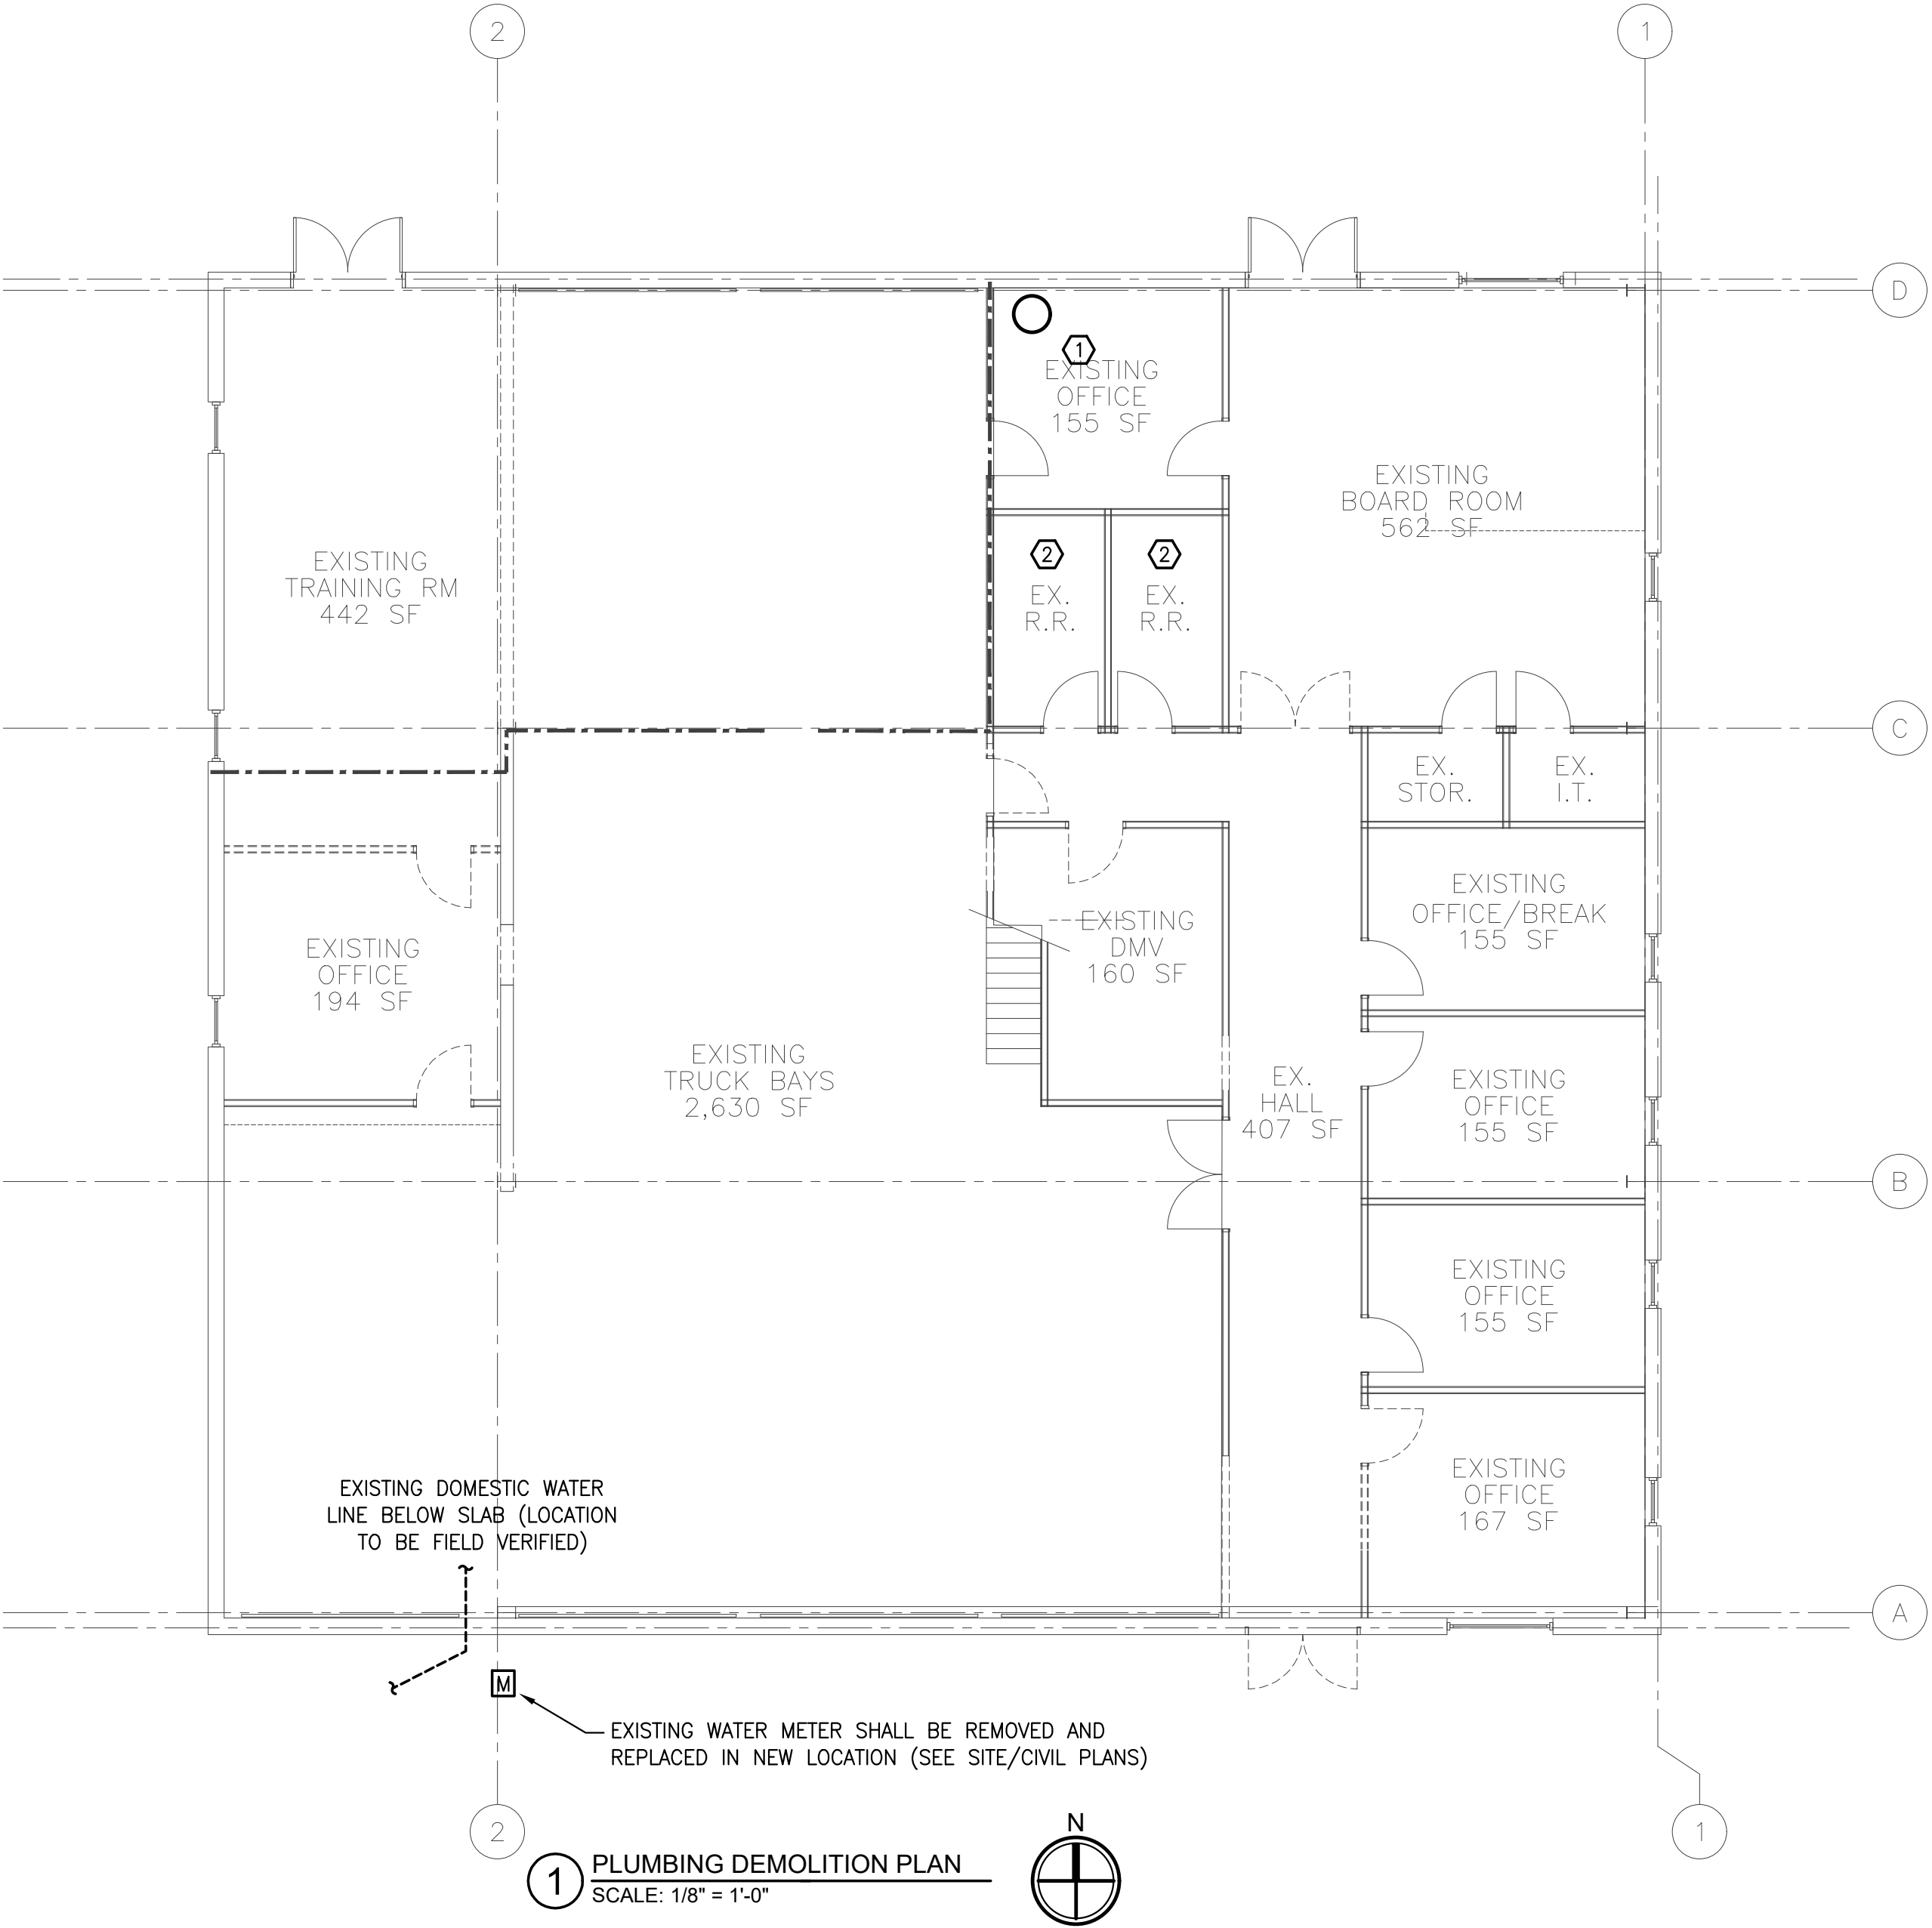 2
1
D
1
EXISTING
OFFICE
155 SF
EXISTING
BOARD ROOM
562 SF
2
2
EXISTING
TRAINING RM
442 SF
EX.
R.R.
EX.
R.R.
C
EX.
STOR.
EX.
I.T.
EXISTING
OFFICE/BREAK
155 SF
EXISTING
DMV
160 SF
EXISTING
OFFICE
194 SF
EXISTING
TRUCK BAYS
2,630 SF
EX.
HALL
407 SF
EXISTING
OFFICE
155 SF
B
EXISTING
OFFICE
155 SF
EXISTING
OFFICE
167 SF
EXISTING DOMESTIC WATER
LINE BELOW SLAB (LOCATION
TO BE FIELD VERIFIED)
A
M
EXISTING WATER METER SHALL BE REMOVED AND
REPLACED IN NEW LOCATION (SEE SITE/CIVIL PLANS)
2
1
N
1
PLUMBING DEMOLITION PLAN
SCALE: 1/8" = 1'-0"